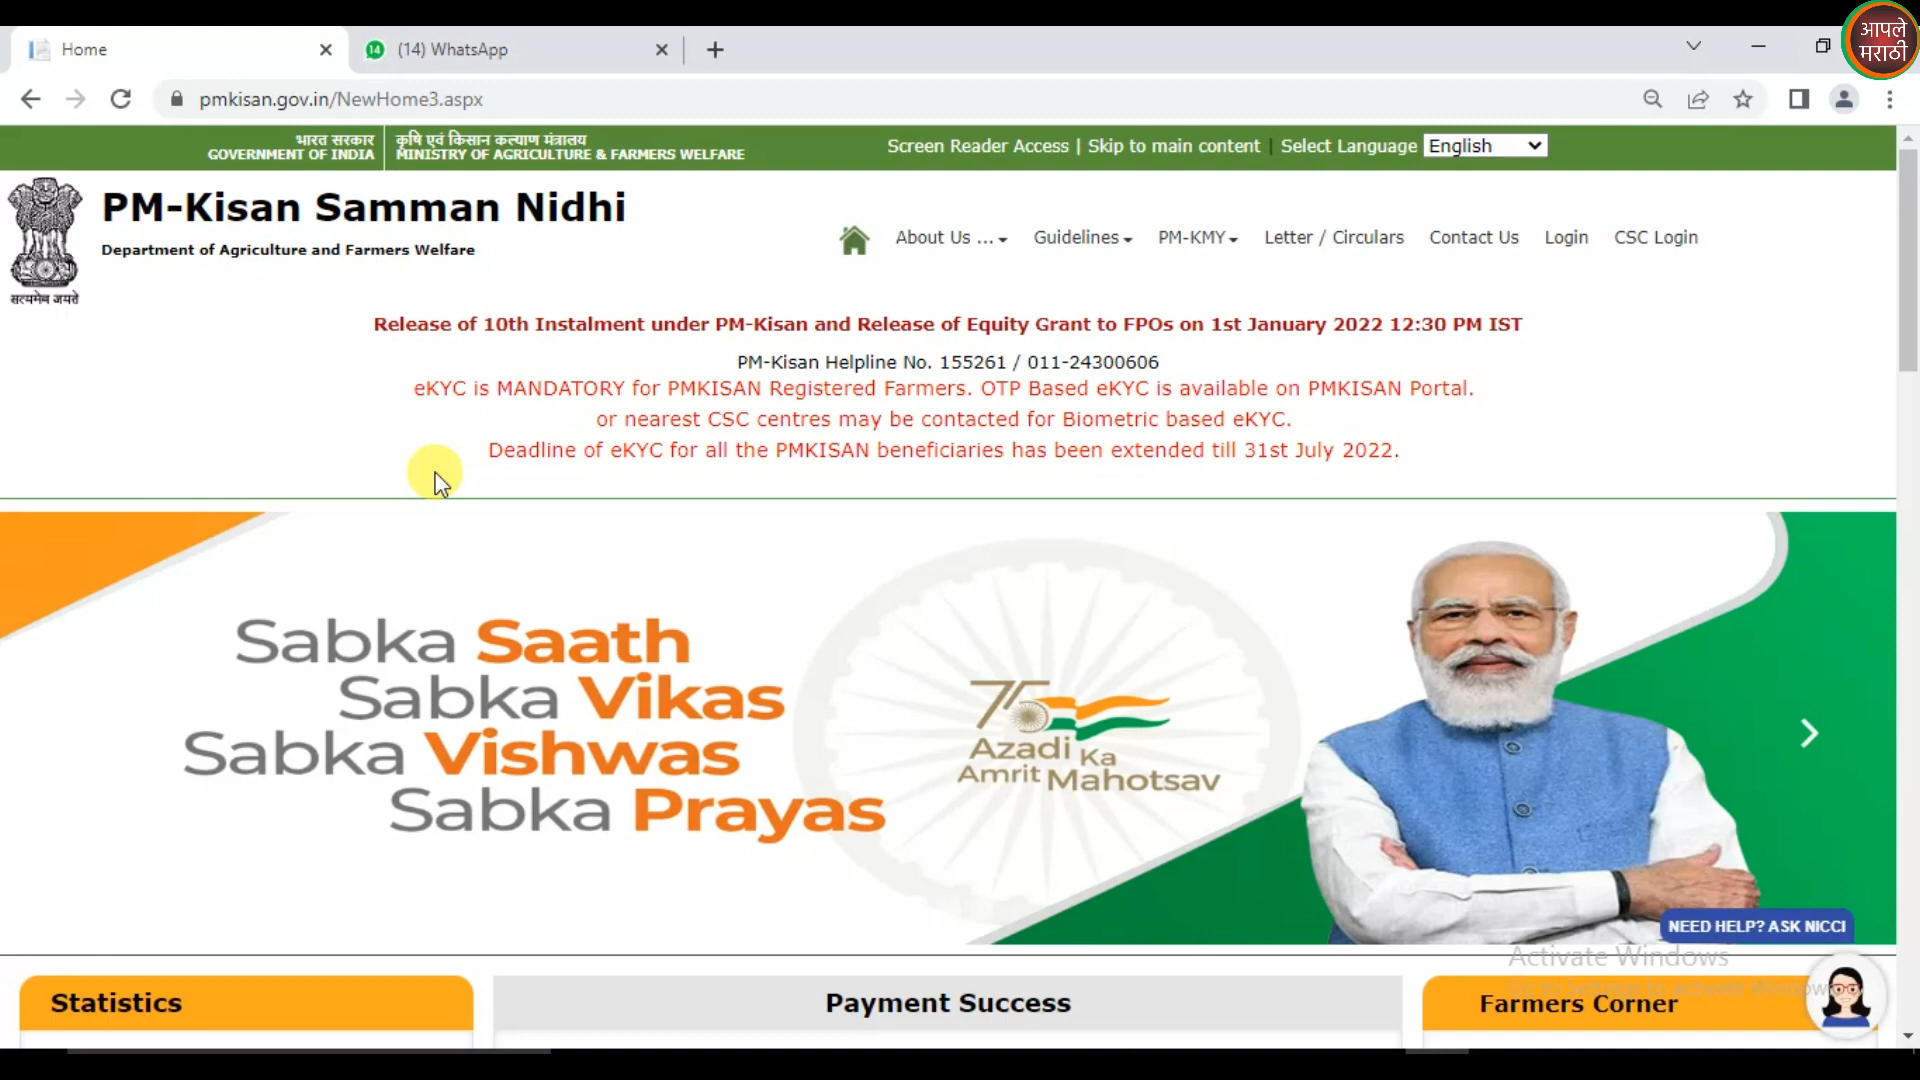 आपले
मराठी
Home
14
(14) WhatsApp
pmkisan.gov.in/NewHome3.aspx
भारत सरकार
GOVERNMENT OF INDIA
कृषि एवं किसान कल्याण मंत्रालय
MINISTRY OF AGRICULTURE & FARMERS WELFARE
Screen Reader Access | Skip to main content | Select Language English
PM-Kisan Samman Nidhi
Department of Agriculture and Farmers Welfare
सत्यमेव जयते
About Us ... Guidelines PM-KMY Letter / Circulars Contact Us Login CSC Login
Release of 10th Instalment under PM-Kisan and Release of Equity Grant to FPOs on 1st January 2022 12:30 PM IST
PM-Kisan Helpline No. 155261 / 011-24300606
eKYC is MANDATORY for PMKISAN Registered Farmers. OTP Based eKYC is available on PMKISAN Portal.
or nearest CSC centres may be contacted for Biometric based eKYC.
Deadline of eKYC for all the PMKISAN beneficiaries has been extended till 31st July 2022.
Sabka Saath
Sabka Vikas
Sabka Vishwas
Sabka Prayas
75
Azadi Ka
Amrit Mahotsav
NEED HELP? ASK NICCI
Activate Windows
Statistics
Payment Success
Farmers Corner